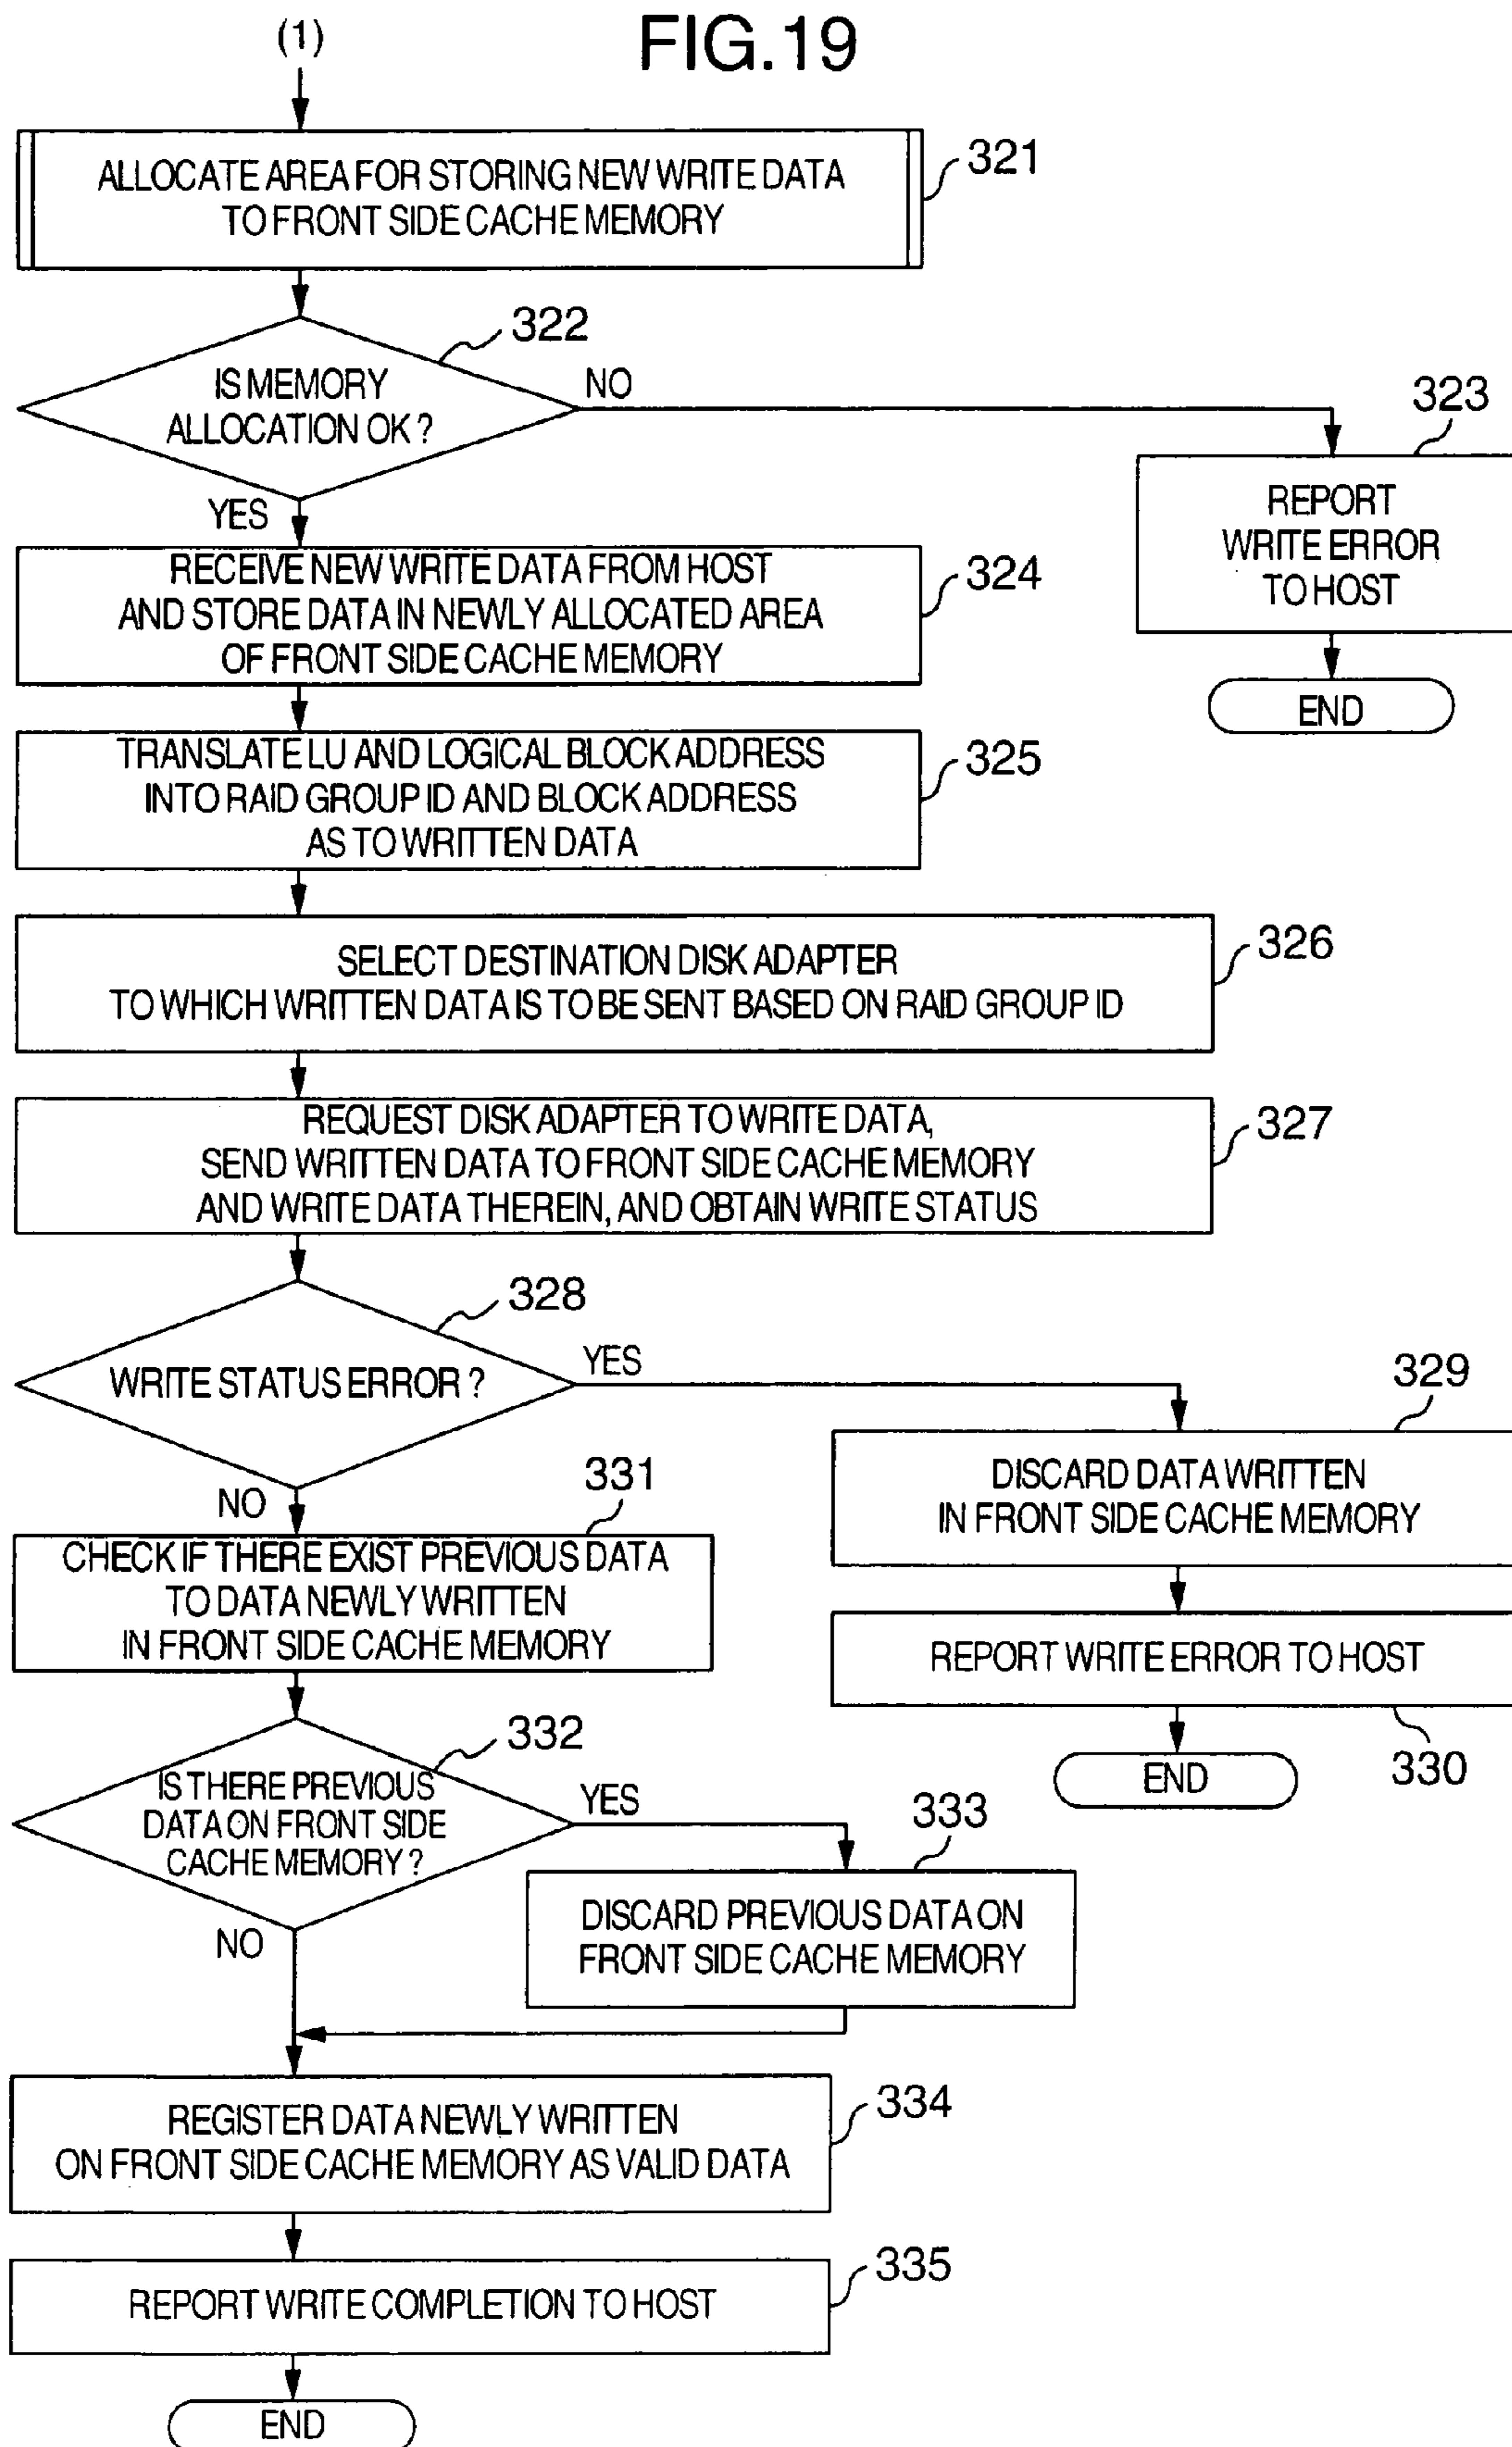 FIG.19
(1)
ALLOCATE AREA FOR STORING NEW WRITE DATA
TO FRONT SIDE CACHE MEMORY
321
322
IS MEMORY
ALLOCATION OK ?
NO
YES
323
REPORT
WRITE ERROR
TO HOST
END
RECEIVE NEW WRITE DATA FROM HOST
AND STORE DATA IN NEWLY ALLOCATED AREA
OF FRONT SIDE CACHE MEMORY
324
TRANSLATE LU AND LOGICAL BLOCK ADDRESS
INTO RAID GROUP ID AND BLOCK ADDRESS
AS TO WRITTEN DATA
325
SELECT DESTINATION DISK ADAPTER
TO WHICH WRITTEN DATA IS TO BE SENT BASED ON RAID GROUP ID
326
REQUEST DISK ADAPTER TO WRITE DATA,
SEND WRITTEN DATA TO FRONT SIDE CACHE MEMORY
AND WRITE DATA THEREIN, AND OBTAIN WRITE STATUS
327
328
WRITE STATUS ERROR ?
YES
NO
329
DISCARD DATA WRITTEN
IN FRONT SIDE CACHE MEMORY
REPORT WRITE ERROR TO HOST
330
END
331
CHECK IF THERE EXIST PREVIOUS DATA
TO DATA NEWLY WRITTEN
IN FRONT SIDE CACHE MEMORY
332
IS THERE PREVIOUS
DATA ON FRONT SIDE
CACHE MEMORY ?
YES
NO
333
DISCARD PREVIOUS DATA ON
FRONT SIDE CACHE MEMORY
REGISTER DATA NEWLY WRITTEN
ON FRONT SIDE CACHE MEMORY AS VALID DATA
334
REPORT WRITE COMPLETION TO HOST
335
END